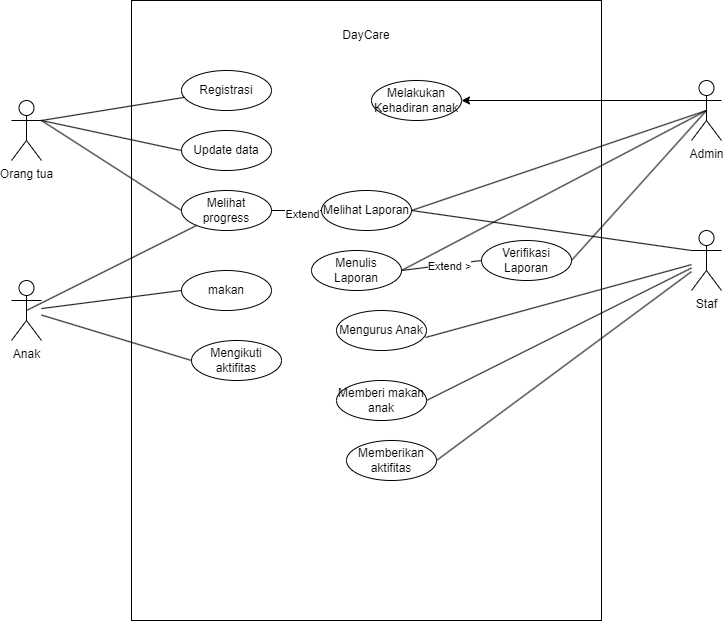 DayCare
Registrasi
Melakukan
Kehadiran anak
Update data
Admin
Orang tua
Melihat
progress
Extend
Melihat Laporan
Menulis
Laporan
Extend >
Verifikasi
Laporan
makan
Staf
Mengurus Anak
Anak
Mengikuti
aktifitas
Memberi makan
anak
Memberikan
aktifitas